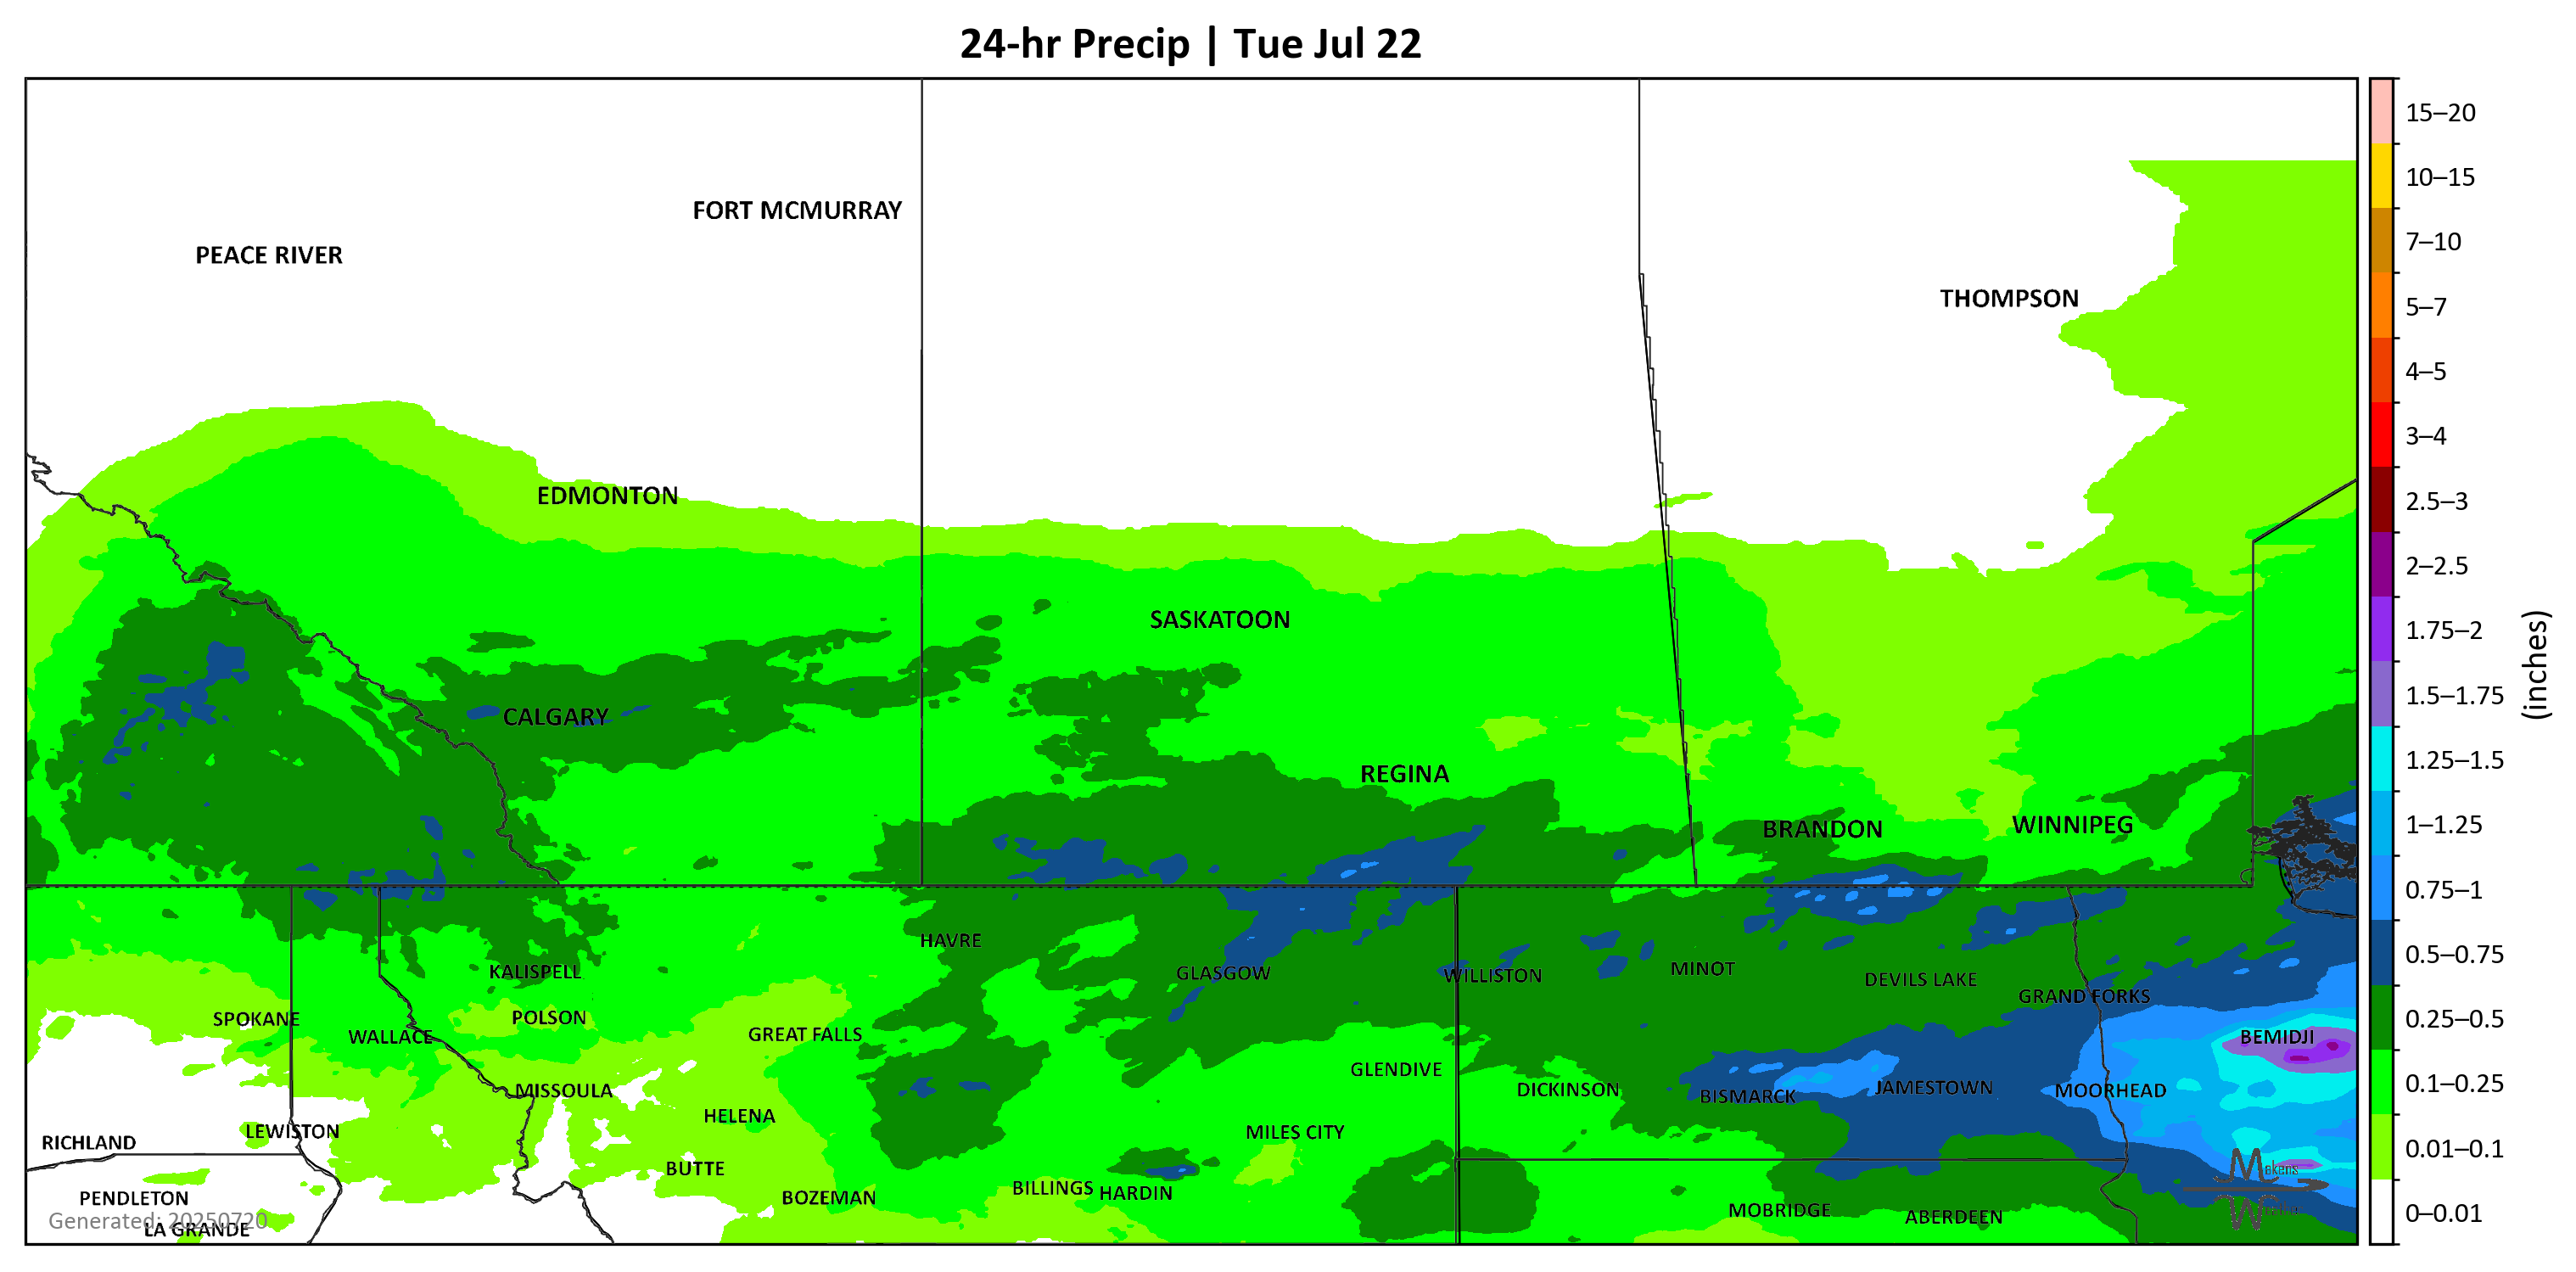 24-hr Precip | Tue Jul 22
15–20
FORT MCMURRAY
10–15
PEACE RIVER
7–10
THOMPSON
5–7
4–5
3–4
EDMONTON
2.5–3
2–2.5
SASKATOON
1.75–2
(inches)
1.5–1.75
CALGARY
1.25–1.5
REGINA
BRANDON
WINNIPEG
1–1.25
0.75–1
HAVRE
0.5–0.75
KALISPELL
GLASGOW
WILLISTON
MINOT
DEVILS LAKE
GRAND FORKS
SPOKANE
POLSON
0.25–0.5
WALLACE
GREAT FALLS
BEMIDJI
GLENDIVE
0.1–0.25
MISSOULA
DICKINSON
BISMARCK
JAMESTOWN
MOORHEAD
HELENA
LEWISTON
MILES CITY
RICHLAND
0.01–0.1
BUTTE
PENDLETON
BOZEMAN
BILLINGS
HARDIN
MOBRIDGE
ABERDEEN
0–0.01
Generated: 20250720
LA GRANDE